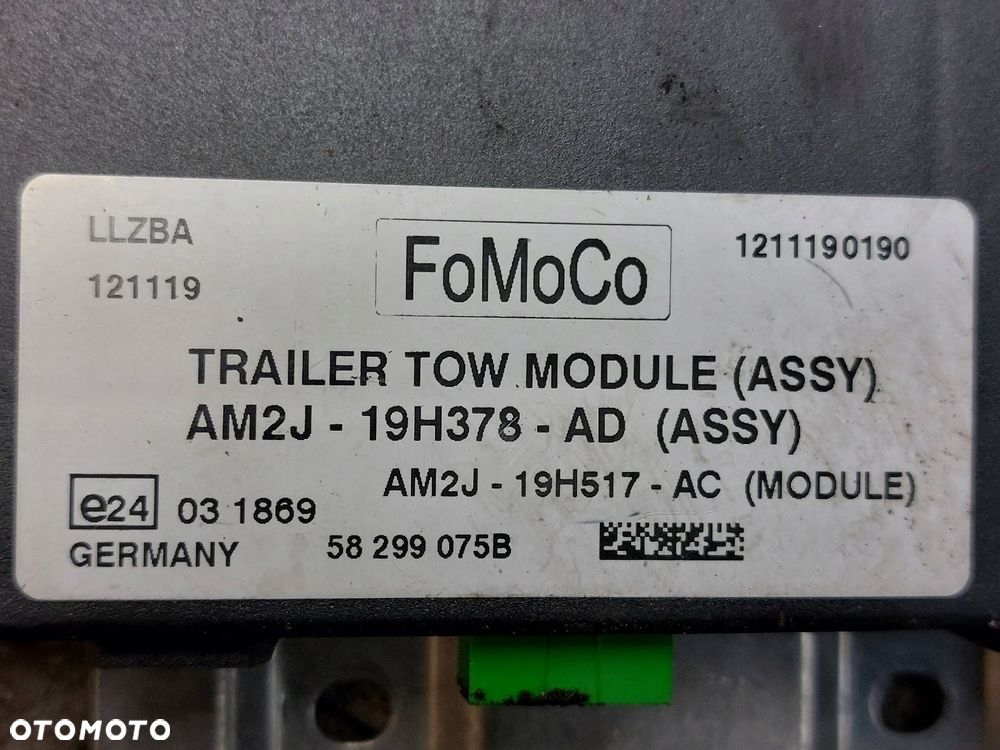 LLZBA
121119
FoMoCo
1211190190
TRAILER TOW MODULE (ASSY)
AM2J - 19H378 - AD (ASSY)
AM2J - 19H517 - AC (MODULE)
e24 03 1869
GERMANY 58 299 075B
OTOMOTO